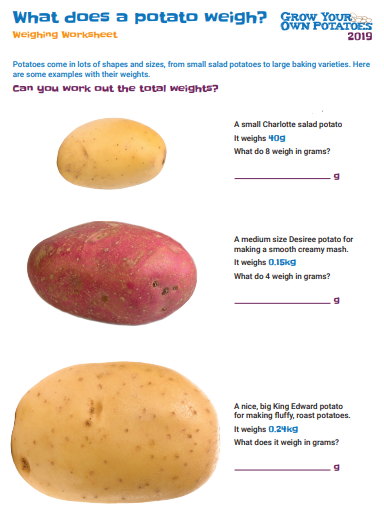 What does a potato weigh?
Weighing Worksheet
GROW YOUR
OWN POTATOES
2019
Potatoes come in lots of shapes and sizes, from small salad potatoes to large baking varieties. Here
are some examples with their weights.
Can you work out the total weights?
A small Charlotte salad potato
It weighs 40g
What do 8 weigh in grams?
____________________ g
A medium size Desiree potato for
making a smooth creamy mash.
It weighs 0.15kg
What do 4 weigh in grams?
____________________ g
A nice, big King Edward potato
for making fluffy, roast potatoes.
It weighs 0.24kg
What does it weigh in grams?
____________________ g